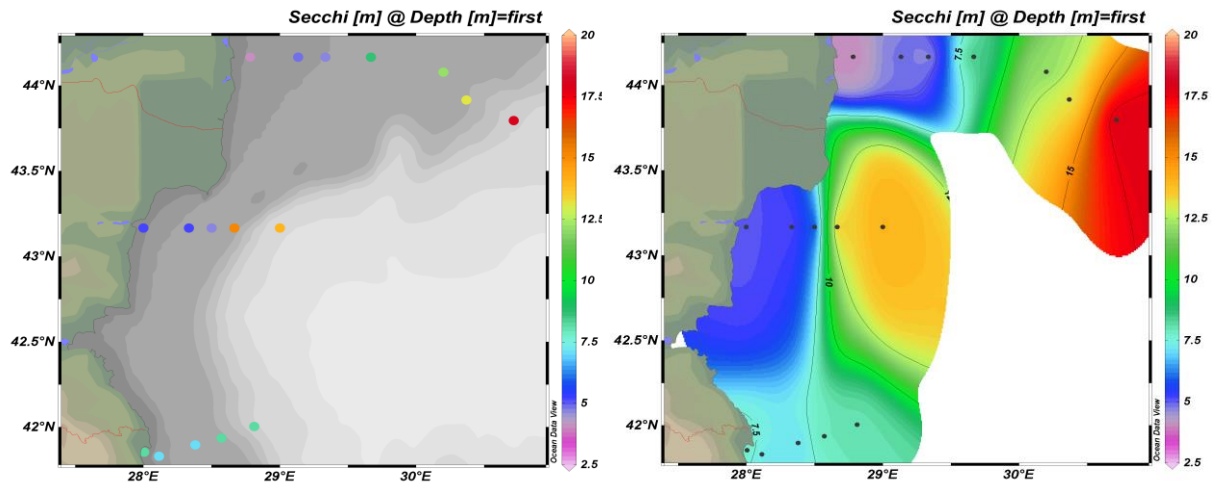 Secchi [m] @ Depth [m]=first
44°N
43.5°N
43°N
42.5°N
42°N
28°E
29°E
30°E
20
17.5
15
12.5
10
7.5
5
2.5
Ocean Data View
Secchi [m] @ Depth [m]=first
44°N
43.5°N
43°N
42.5°N
42°N
28°E
29°E
30°E
7.5
15
10
7.5
20
17.5
15
12.5
10
7.5
5
2.5
Ocean Data View